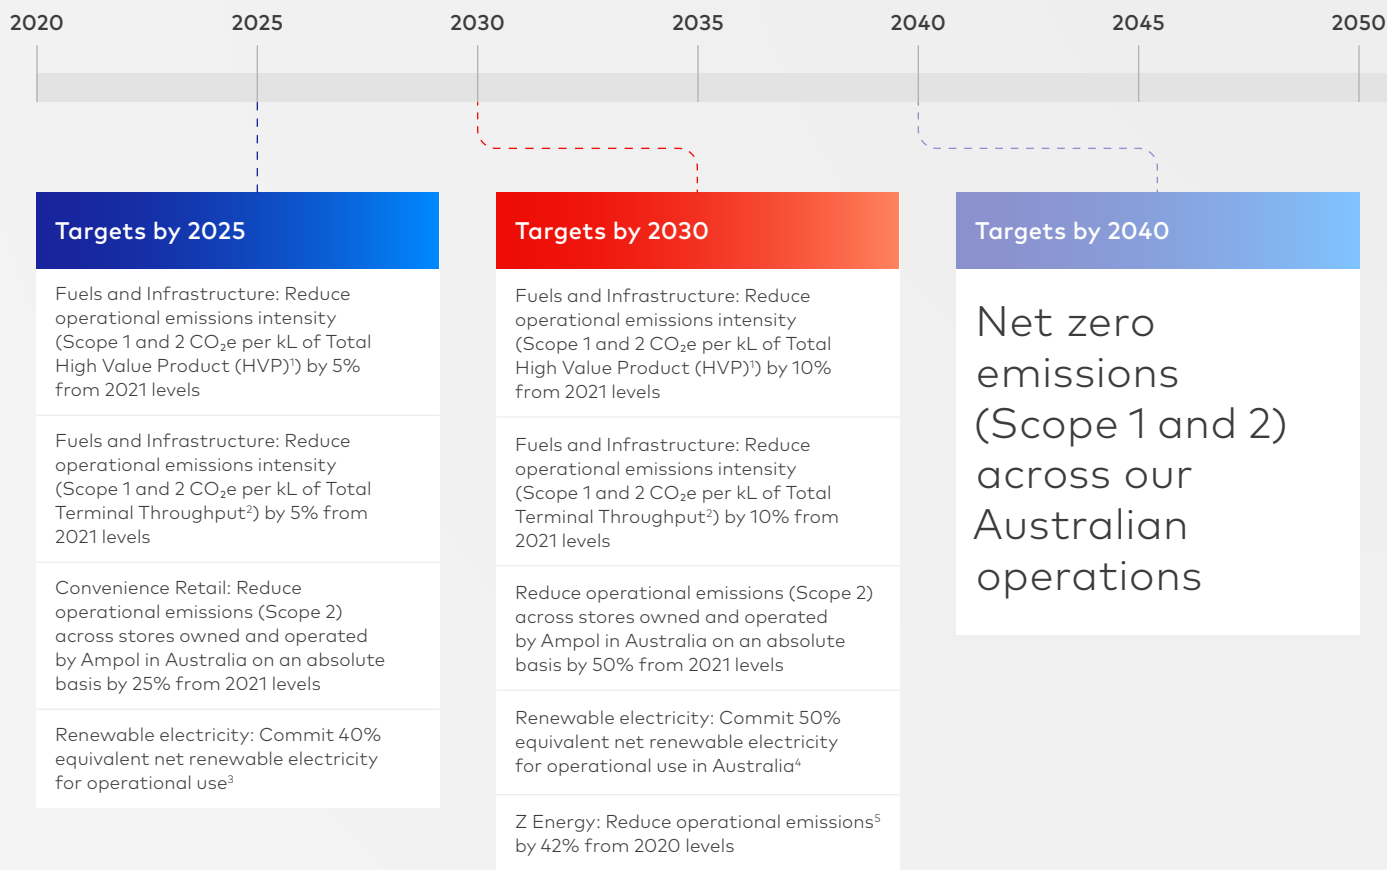 2020 2025 2030 2035 2040 2045 2050
Targets by 2025
Fuels and Infrastructure: Reduce
operational emissions intensity
(Scope 1 and 2 CO₂e per kL of Total
High Value Product (HVP)¹) by 5%
from 2021 levels
Fuels and Infrastructure: Reduce
operational emissions intensity
(Scope 1 and 2 CO₂e per kL of Total
Terminal Throughput²) by 5% from
2021 levels
Convenience Retail: Reduce
operational emissions (Scope 2)
across stores owned and operated
by Ampol in Australia on an absolute
basis by 25% from 2021 levels
Renewable electricity: Commit 40%
equivalent net renewable electricity
for operational use³
Targets by 2030
Fuels and Infrastructure: Reduce
operational emissions intensity
(Scope 1 and 2 CO₂e per kL of Total
High Value Product (HVP)¹) by 10%
from 2021 levels
Fuels and Infrastructure: Reduce
operational emissions intensity
(Scope 1 and 2 CO₂e per kL of Total
Terminal Throughput²) by 10% from
2021 levels
Reduce operational emissions (Scope 2)
across stores owned and operated
by Ampol in Australia on an absolute
basis by 50% from 2021 levels
Renewable electricity: Commit 50%
equivalent net renewable electricity
for operational use in Australia⁴
Z Energy: Reduce operational emissions⁵
by 42% from 2020 levels
Targets by 2040
Net zero
emissions
(Scope 1 and 2)
across our
Australian
operations